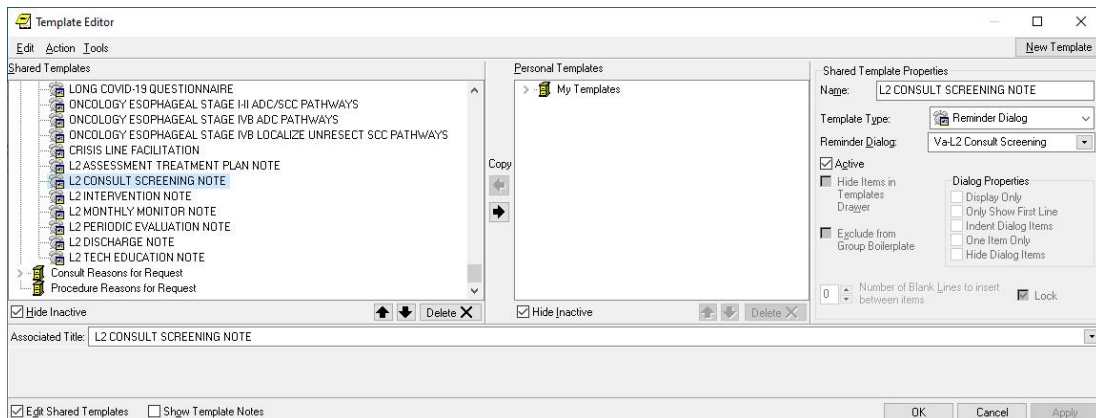 Template Editor
Edit Action Tools
New Template
Shared Templates
LONG COVID-19 QUESTIONNAIRE
ONCOLOGY ESOPHAGEAL STAGE I-II ADC/SCC PATHWAYS
ONCOLOGY ESOPHAGEAL STAGE IVB ADC PATHWAYS
ONCOLOGY ESOPHAGEAL STAGE IVB LOCALIZE UNRESECT SCC PATHWAYS
CRISIS LINE FACILITATION
L2 ASSESSMENT TREATMENT PLAN NOTE
L2 CONSULT SCREENING NOTE
L2 INTERVENTION NOTE
L2 MONTHLY MONITOR NOTE
L2 PERIODIC EVALUATION NOTE
L2 DISCHARGE NOTE
L2 TECH EDUCATION NOTE
Consult Reasons for Request
Procedure Reasons for Request
Hide Inactive
Delete
Copy
Personal Templates
My Templates
Hide Inactive
Delete
Shared Template Properties
Name: L2 CONSULT SCREENING NOTE
Template Type: Reminder Dialog
Reminder Dialog: Va-L2 Consult Screening
Active
Hide Items in
Templates
Drawer
Exclude from
Group Boilerplate
Dialog Properties
Display Only
Only Show First Line
Indent Dialog Items
One Item Only
Hide Dialog Items
0 Number of Blank Lines to insert
between items
Lock
Associated Title: L2 CONSULT SCREENING NOTE
Edit Shared Templates Show Template Notes
OK Cancel Apply